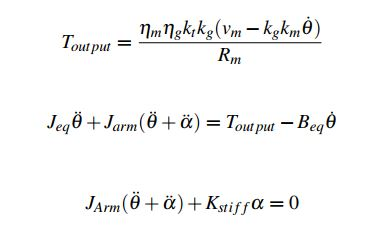 T_{output} = \frac{\eta_m \eta_g k_t k_g (v_m - k_g k_m \dot{\theta})}{R_m}
J_{eq}\ddot{\theta} + J_{arm}(\ddot{\theta} + \ddot{\alpha}) = T_{output} - B_{eq}\dot{\theta}
J_{Arm}(\ddot{\theta} + \ddot{\alpha}) + K_{stiff}\alpha = 0